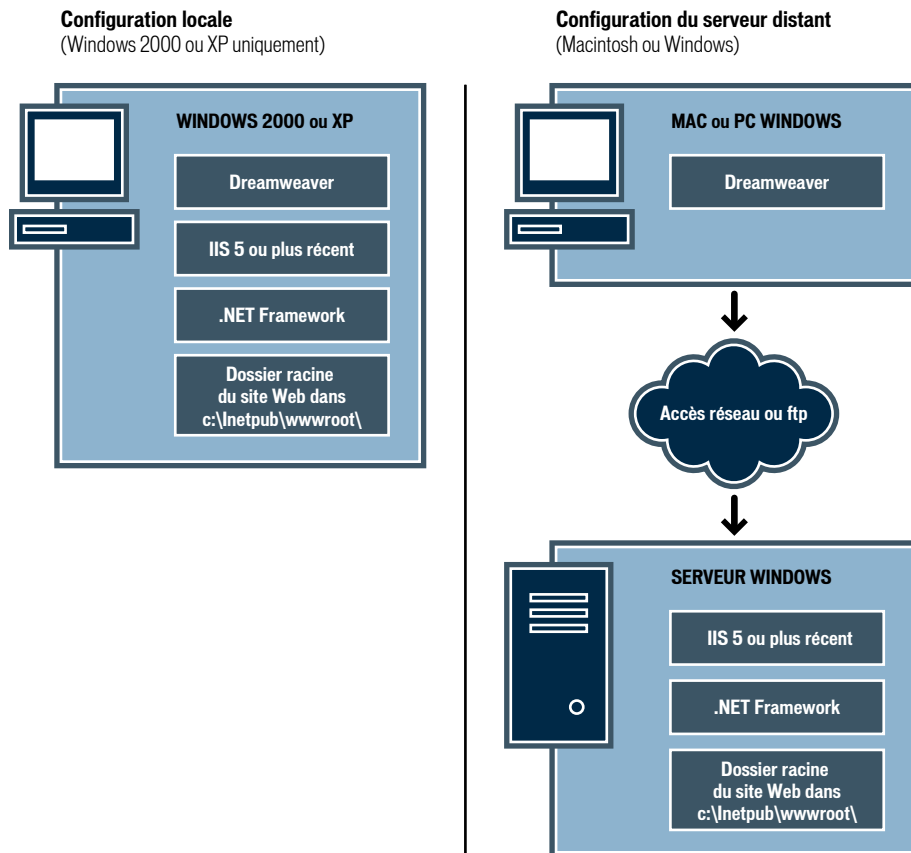 Configuration locale
(Windows 2000 ou XP uniquement)
WINDOWS 2000 ou XP
Dreamweaver
IIS 5 ou plus récent
.NET Framework
Dossier racine
du site Web dans
c:\Inetpub\wwwroot\
Configuration du serveur distant
(Macintosh ou Windows)
MAC ou PC WINDOWS
Dreamweaver
Accès réseau ou ftp
SERVEUR WINDOWS
IIS 5 ou plus récent
.NET Framework
Dossier racine
du site Web dans
c:\Inetpub\wwwroot\